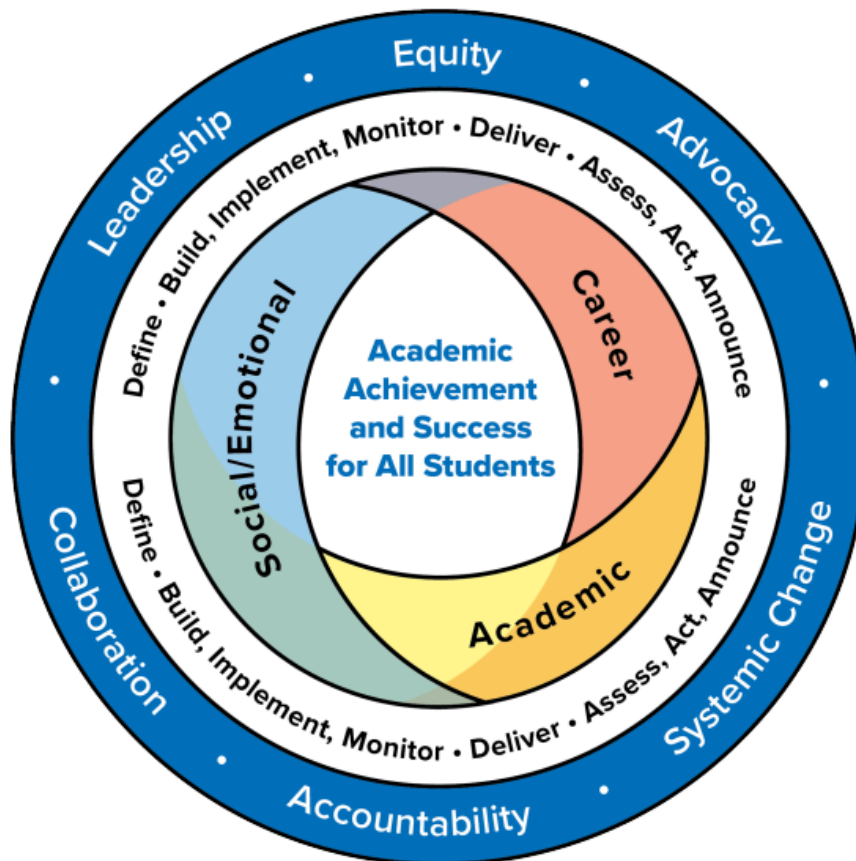 Equity
Advocacy
Systemic Change
Accountability
Collaboration
Leadership
Define • Build, Implement, Monitor • Deliver • Assess, Act, Announce
Define • Build, Implement, Monitor • Deliver • Assess, Act, Announce
Social/Emotional
Career
Academic
Academic
Achievement
and Success
for All Students